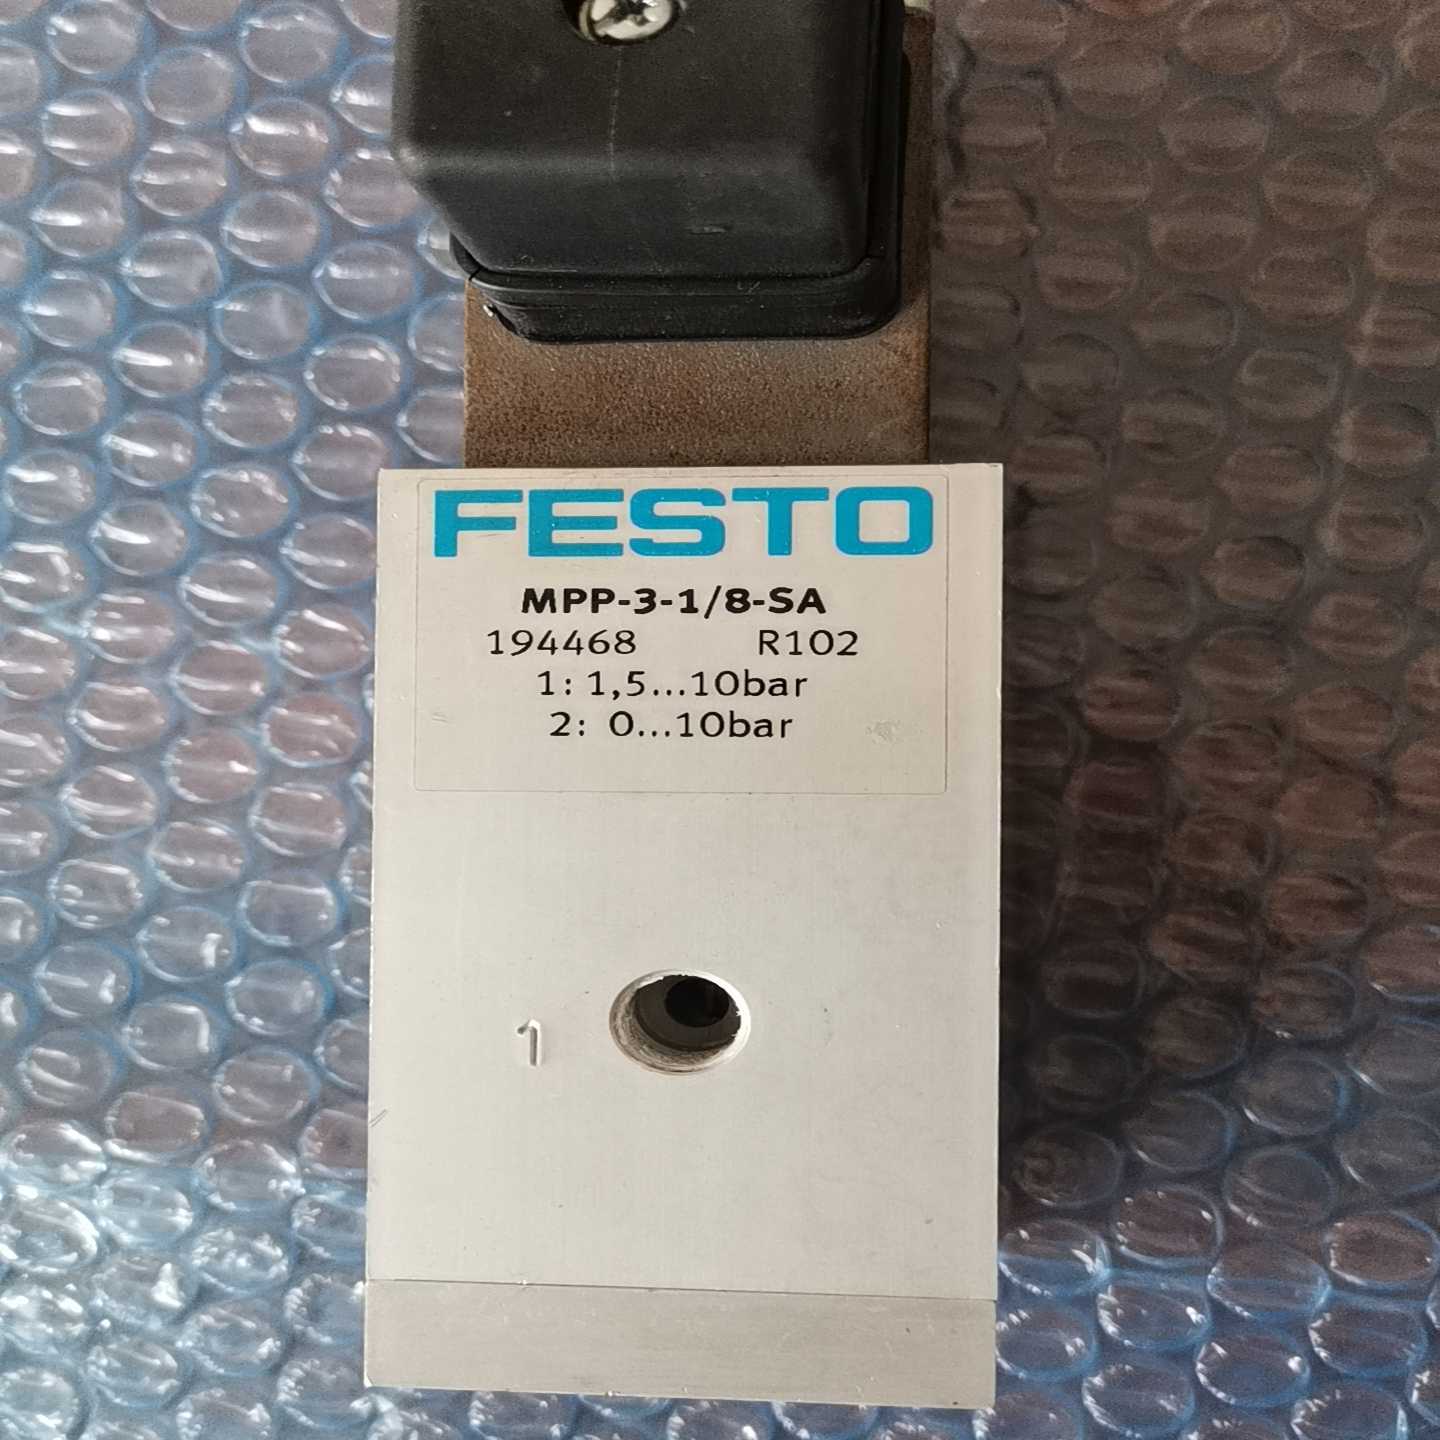 FESTO
MPP-3-1/8-SA
194468 R102
1: 1,5...10bar
2: 0...10bar
1